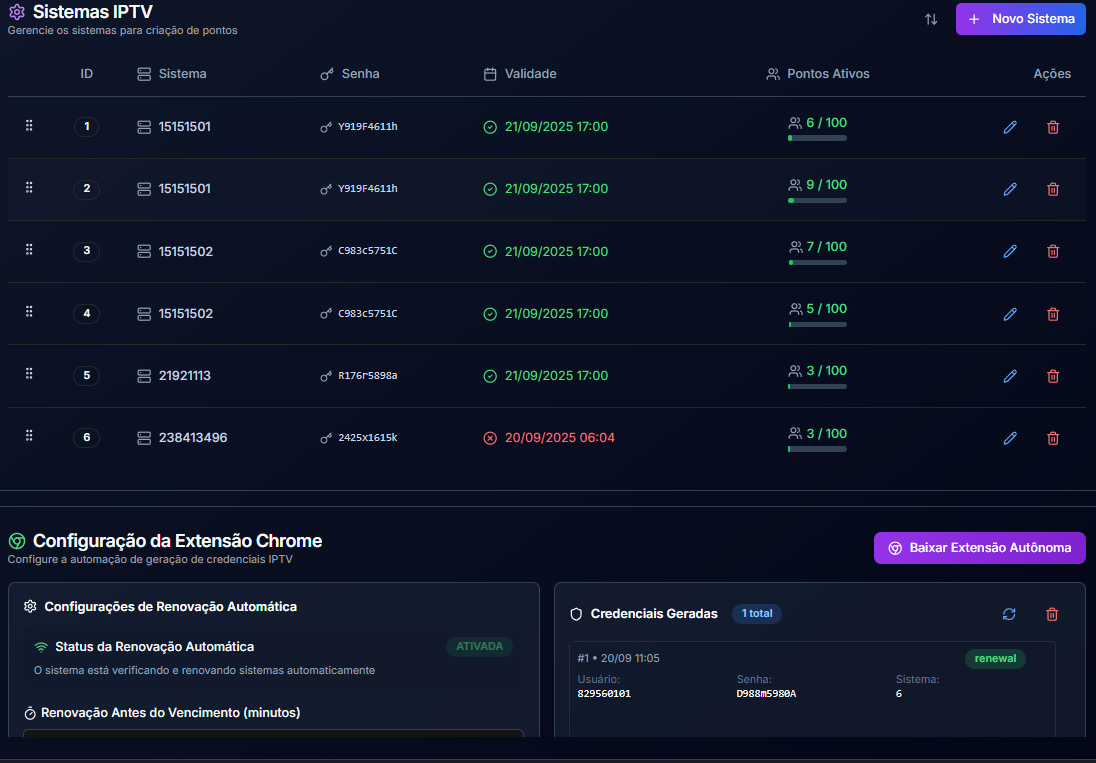 Sistemas IPTV
Gerencie os sistemas para criação de pontos
Novo Sistema
ID Sistema Senha Validade Pontos Ativos Ações
1 15151501 Y919F4611h 21/09/2025 17:00 6 / 100
2 15151501 Y919F4611h 21/09/2025 17:00 9 / 100
3 15151502 C983c5751C 21/09/2025 17:00 7 / 100
4 15151502 C983c5751C 21/09/2025 17:00 5 / 100
5 21921113 R176r5898a 21/09/2025 17:00 3 / 100
6 238413496 2425x1615k 20/09/2025 06:04 3 / 100
Configuração da Extensão Chrome
Configure a automação de geração de credenciais IPTV
Baixar Extensão Autônoma
Configurações de Renovação Automática
Status da Renovação Automática ATIVADA
O sistema está verificando e renovando sistemas automaticamente
Renovação Antes do Vencimento (minutos)
Credenciais Geradas 1 total
#1 • 20/09 11:05 renewal
Usuário: Senha: Sistema:
829560101 D988m5980A 6